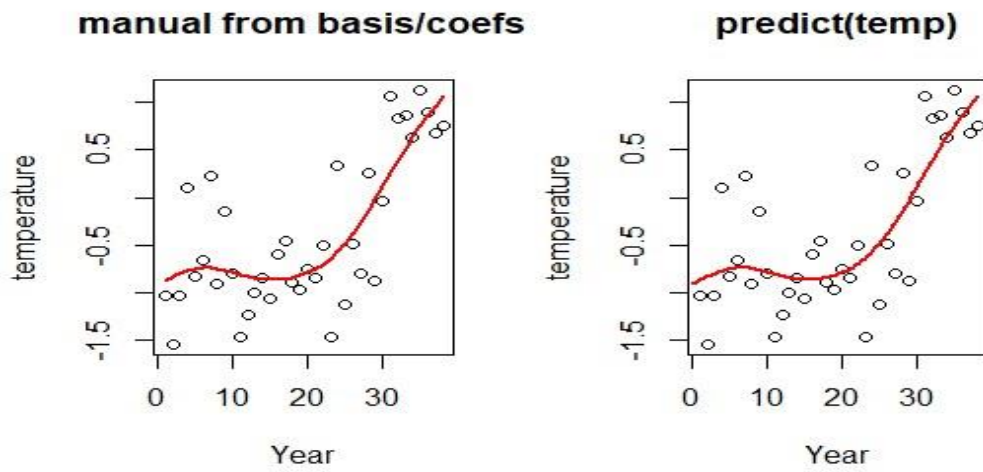 manual from basis/coefs
predict(temp)
temperature
0.5
-0.5
-1.5
0 10 20 30
Year
temperature
0.5
-0.5
-1.5
0 10 20 30
Year